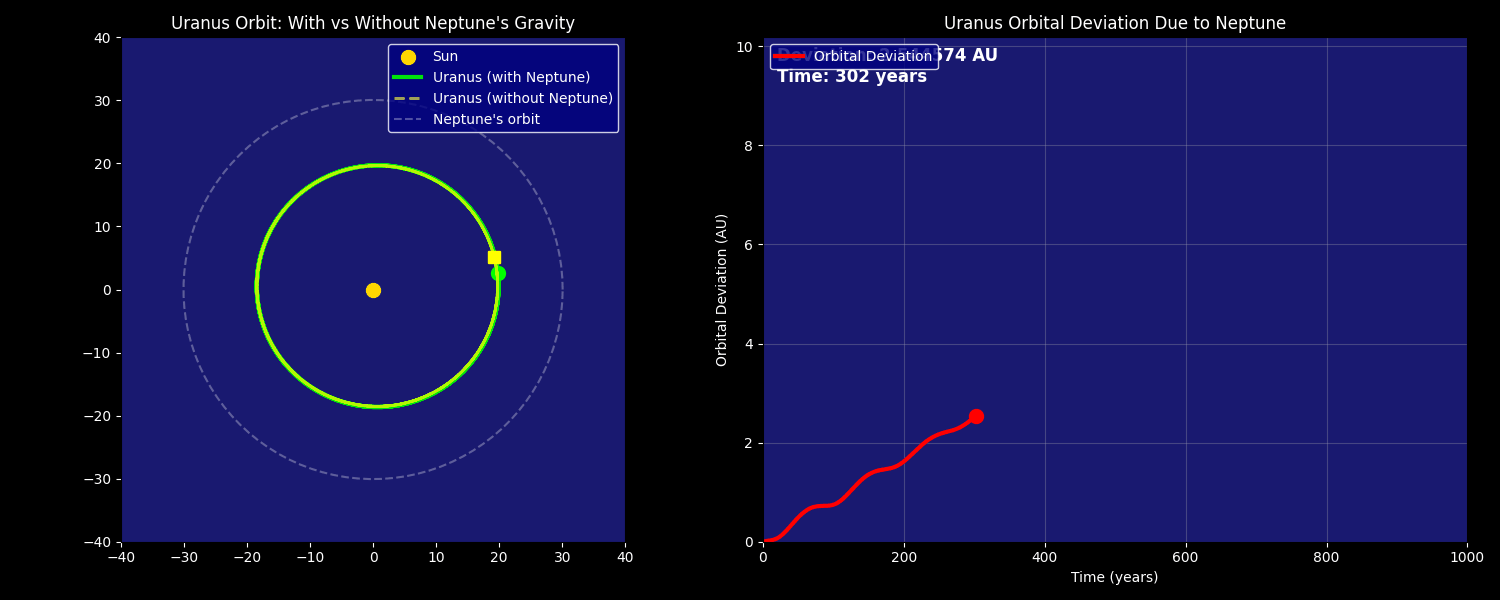 Uranus Orbit: With vs Without Neptune's Gravity
40
30
20
10
0
−10
−20
−30
−40
−40
−30
−20
−10
0
10
20
30
40
Sun
Uranus (with Neptune)
Uranus (without Neptune)
Neptune's orbit
Uranus Orbital Deviation Due to Neptune
Orbital Deviation (AU)
10
8
6
4
2
0
0
200
400
600
800
1000
Time (years)
Orbital Deviation
Deviation: 574 AU
Time: 302 years